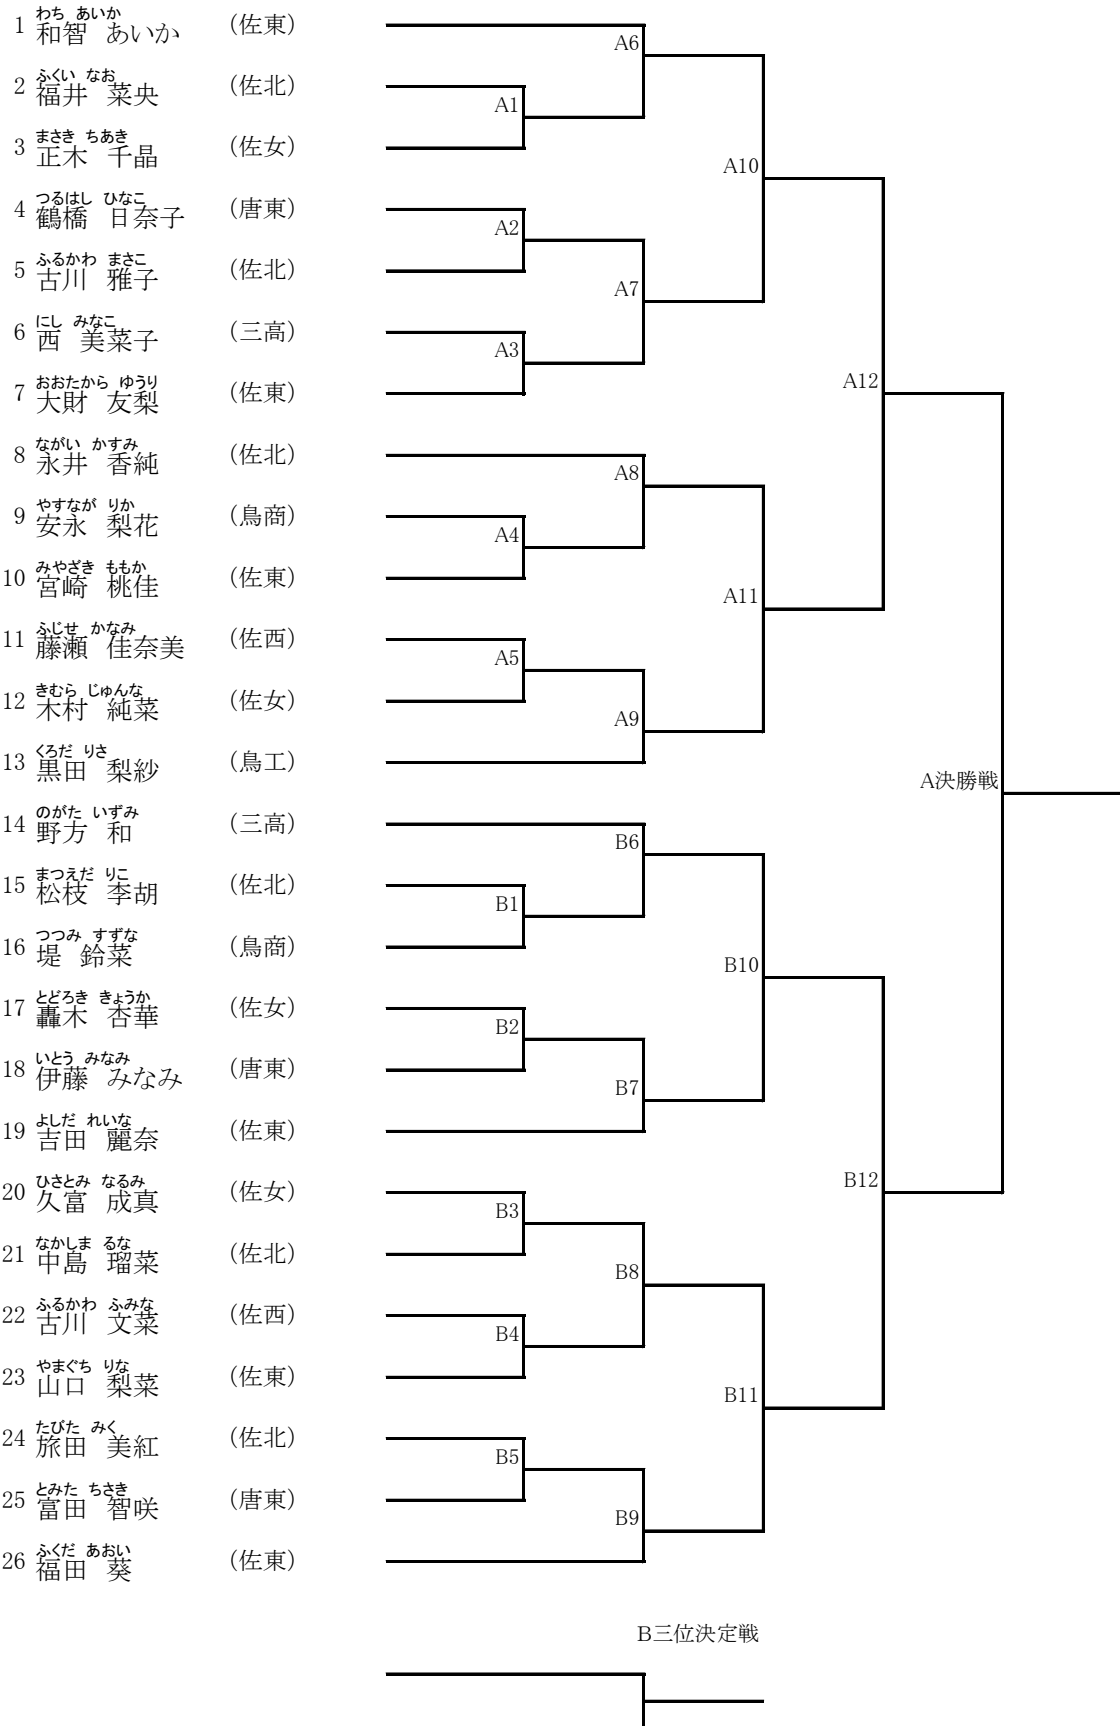 わち あいか
1 和智 あいか (佐東)
A6
ふくい なお
2 福井 菜央 (佐北)
A1
まさき ちあき
3 正木 千晶 (佐女)
A10
つるはし ひなこ
4 鶴橋 日奈子 (唐東)
A2
ふるかわ まさこ
5 古川 雅子 (佐北)
A7
にし みなこ
6 西 美菜子 (三高)
A3
おおたから ゆうり
7 大財 友梨 (佐東)
A12
ながい かすみ
8 永井 香純 (佐北)
A8
やすなが りか
9 安永 梨花 (鳥商)
A4
みやざき ももか
10 宮崎 桃佳 (佐東)
A11
ふじせ かなみ
11 藤瀬 佳奈美 (佐西)
A5
きむら じゅんな
12 木村 純菜 (佐女)
A9
くろだ りさ
13 黒田 梨紗 (鳥工)
A決勝戦
のがた いずみ
14 野方 和 (三高)
B6
まつえだ りこ
15 松枝 李胡 (佐北)
B1
つつみ すずな
16 堤 鈴菜 (鳥商)
B10
とどろき きょうか
17 轟木 杏華 (佐女)
B2
いとう みなみ
18 伊藤 みなみ (唐東)
B7
よしだ れいな
19 吉田 麗奈 (佐東)
B12
ひさとみ なるみ
20 久富 成真 (佐女)
B3
なかしま るな
21 中島 瑠菜 (佐北)
B8
ふるかわ ふみな
22 古川 文菜 (佐西)
B4
やまぐち りな
23 山口 梨菜 (佐東)
B11
たびた みく
24 旅田 美紅 (佐北)
B5
とみた ちさき
25 富田 智咲 (唐東)
B9
ふくだ あおい
26 福田 葵 (佐東)
B三位決定戦